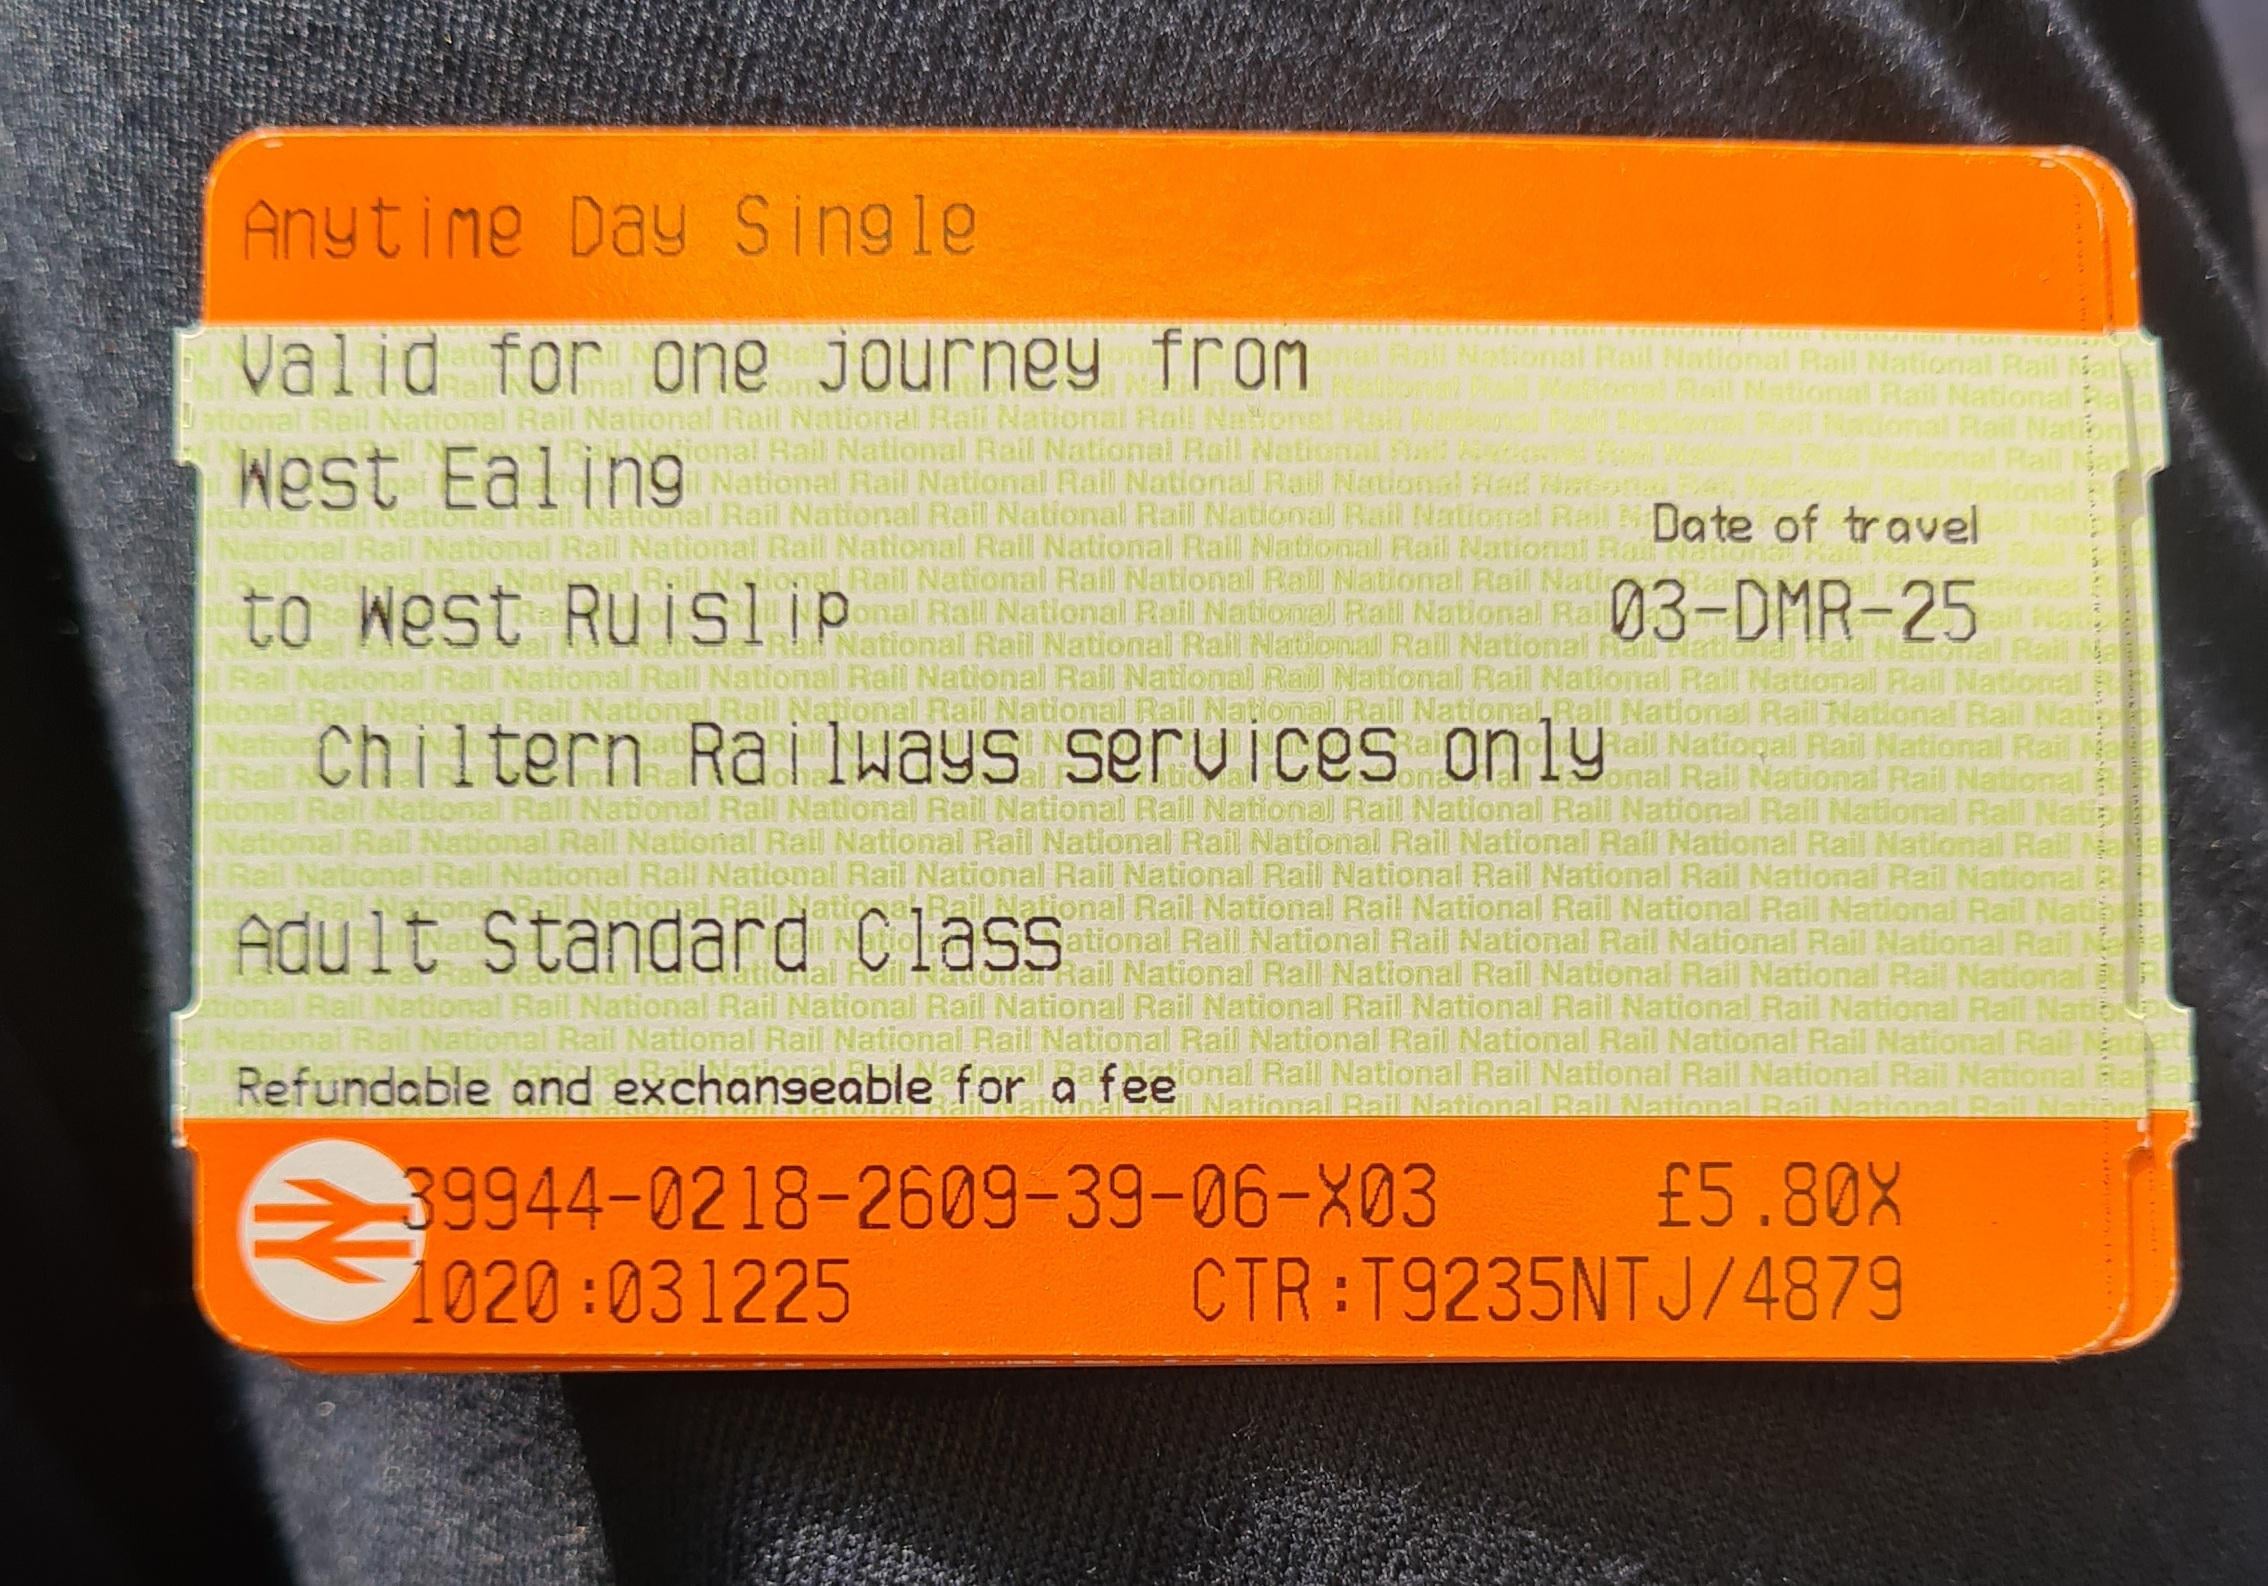 Anytime Day Single
Valid for one journey from
West Ealing
Date of travel
to West Ruislip 03-DMR-25
Chiltern Railways services only
Adult Standard Class
Refundable and exchangeable for a fee
39944-0218-2609-39-06-X03 £5.80X
1020:031225 CTR:T9235NTJ/4879